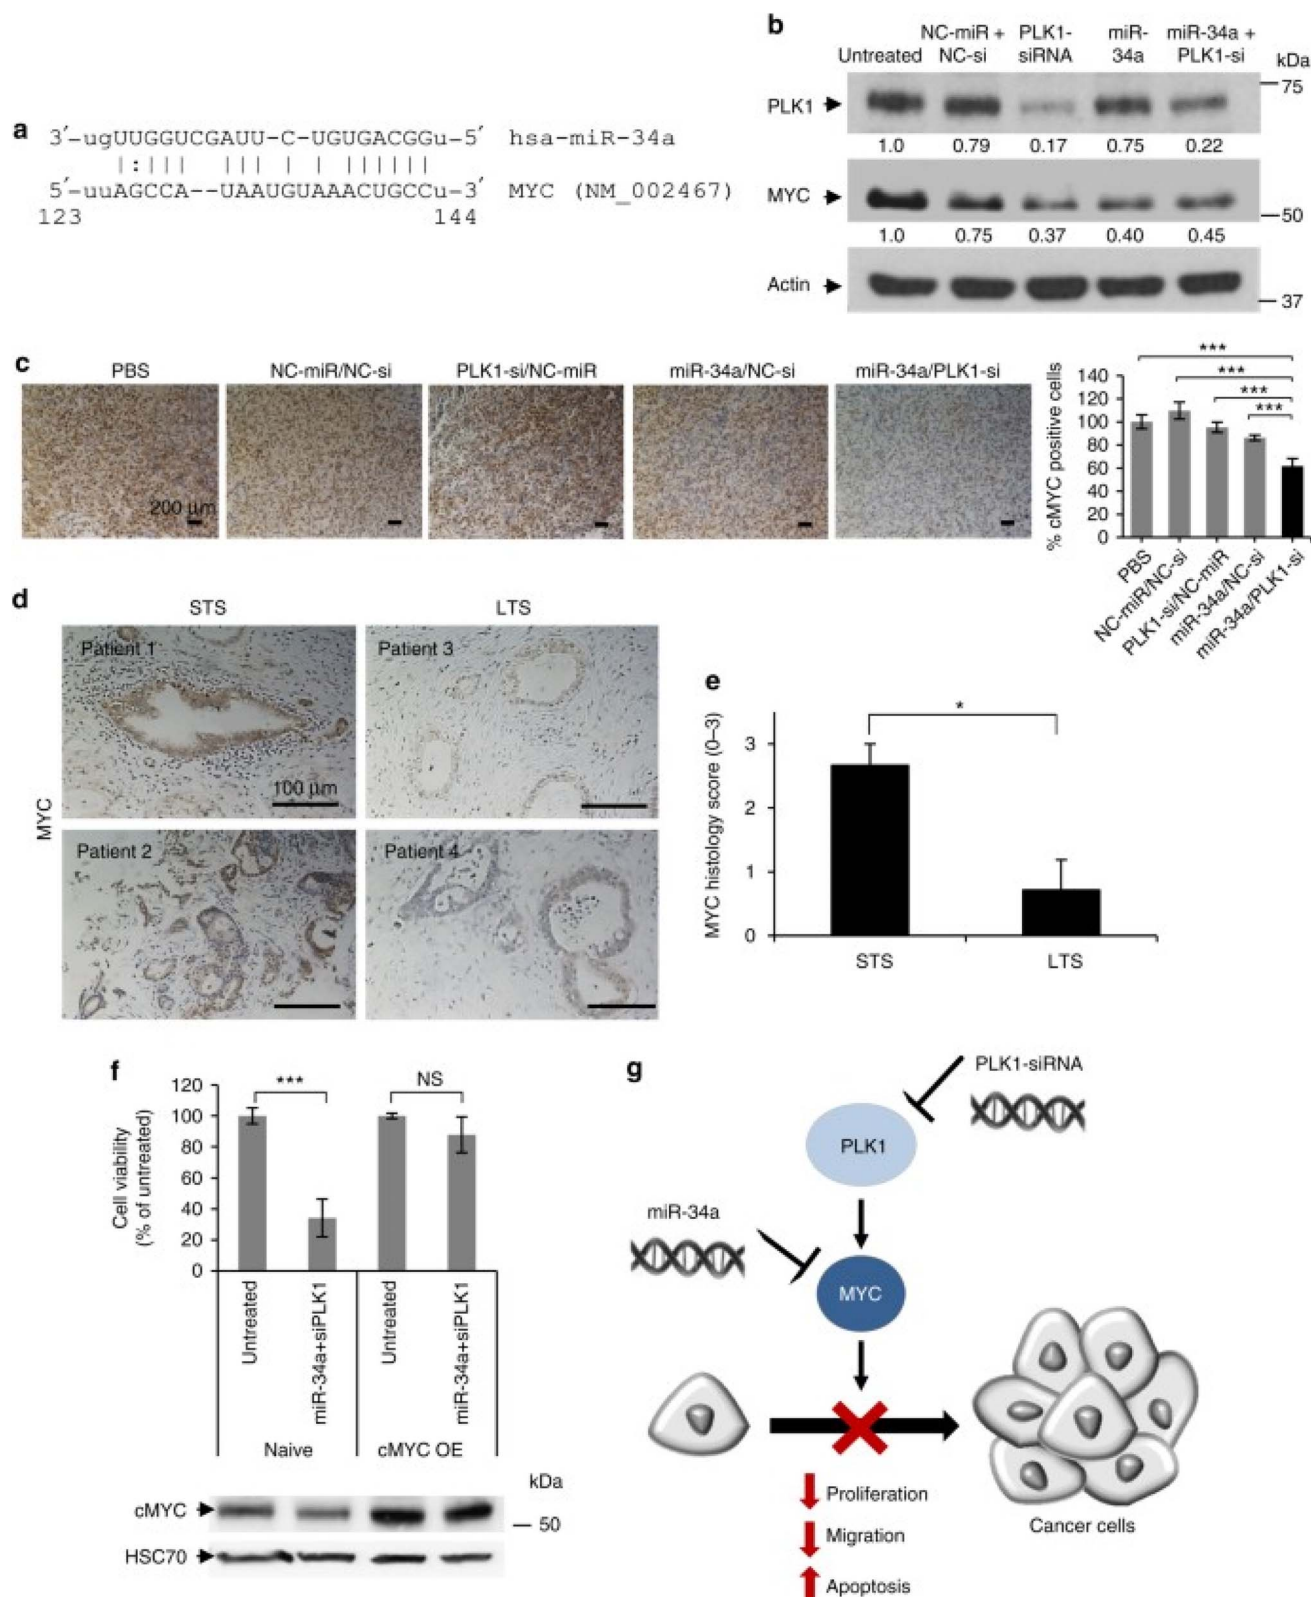 a
3′-ugUUGGUCGAUU-C-UGUGACGGu-5′ hsa-miR-34a
|:||| ||| | | ||||||
5′-uuAGCCA--UAAUGUAAACUGCCu-3′ MYC (NM_002467)
123 144
b
Untreated NC-miR + NC-si PLK1-siRNA miR-34a miR-34a + PLK1-si kDa
PLK1 75
1.0 0.79 0.17 0.75 0.22
MYC 50
1.0 0.75 0.37 0.40 0.45
Actin 37
c
PBS NC-miR/NC-si PLK1-si/NC-miR miR-34a/NC-si miR-34a/PLK1-si
200 µm
% cMYC positive cells
140
120
100
80
60
40
20
0
***
***
***
***
PBS
NC-miR/NC-si
PLK1-si/NC-miR
miR-34a/NC-si
miR-34a/PLK1-si
d
STS LTS
MYC
Patient 1 Patient 3
100 µm
Patient 2 Patient 4
e
MYC histology score (0–3)
3
2
1
0
*
STS LTS
f
Cell viability
(% of untreated)
120
100
80
60
40
20
0
*** NS
Untreated
miR-34a+siPLK1
Untreated
miR-34a+siPLK1
Naive cMYC OE
kDa
cMYC 50
HSC70
g
PLK1-siRNA
PLK1
miR-34a
MYC
Proliferation
Migration
Apoptosis
Cancer cells